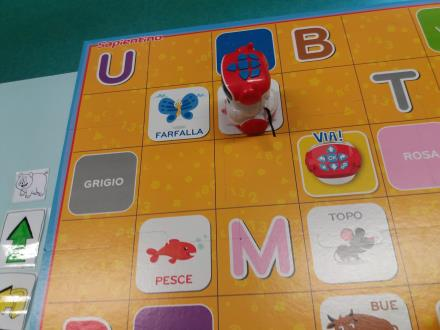 Sapientino
U
B
V
FARFALLA
T
VIA!
OK
GRIGIO
ROSA
M
TOPO
PESCE
BUE